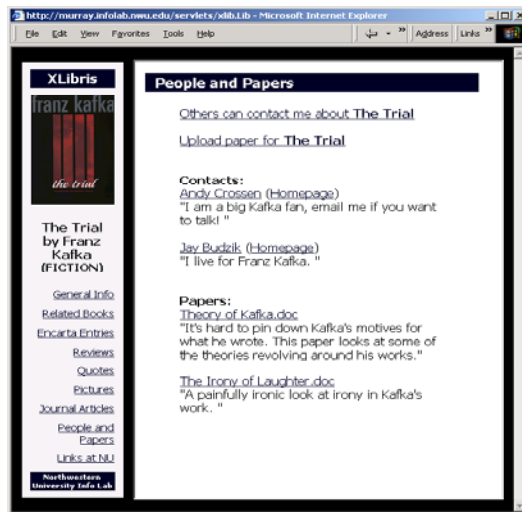 http://murray.infolab.nwu.edu/servlets/xlib.Lib - Microsoft Internet Explorer
File Edit View Favorites Tools Help
Address Links »
XLibris
franz kafka
the trial
The Trial
by Franz
Kafka
(FICTION)
General Info
Related Books
Encarta Entries
Reviews
Quotes
Pictures
Journal Articles
People and
Papers
Links at NU
Northwestern
University Info Lab
People and Papers
Others can contact me about The Trial
Upload paper for The Trial
Contacts:
Andy Crossen (Homepage)
"I am a big Kafka fan, email me if you want
to talk! "
Jay Budzik (Homepage)
"I live for Franz Kafka. "
Papers:
Theory of Kafka.doc
"It's hard to pin down Kafka's motives for
what he wrote. This paper looks at some of
the theories revolving around his works."
The Irony of Laughter.doc
"A painfully ironic look at irony in Kafka's
work. "